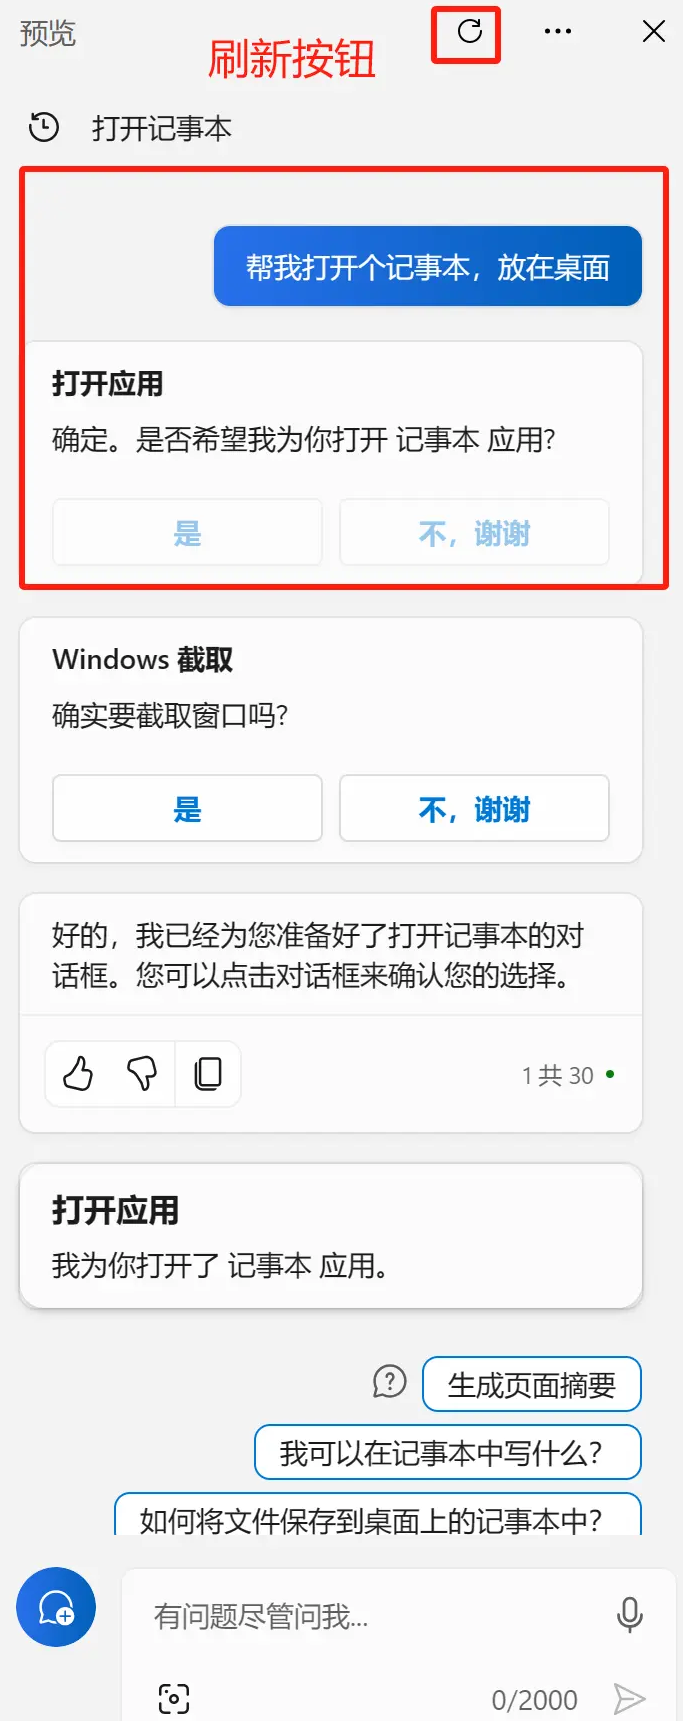 预览
刷新按钮
打开记事本
帮我打开个记事本，放在桌面
打开应用
确定。是否希望我为你打开 记事本 应用?
是
不，谢谢
Windows 截取
确实要截取窗口吗?
是
不，谢谢
好的，我已经为您准备好了打开记事本的对
话框。您可以点击对话框来确认您的选择。
1 共 30
打开应用
我为你打开了 记事本 应用。
生成页面摘要
我可以在记事本中写什么?
如何将文件保存到桌面上的记事本中?
有问题尽管问我...
0/2000